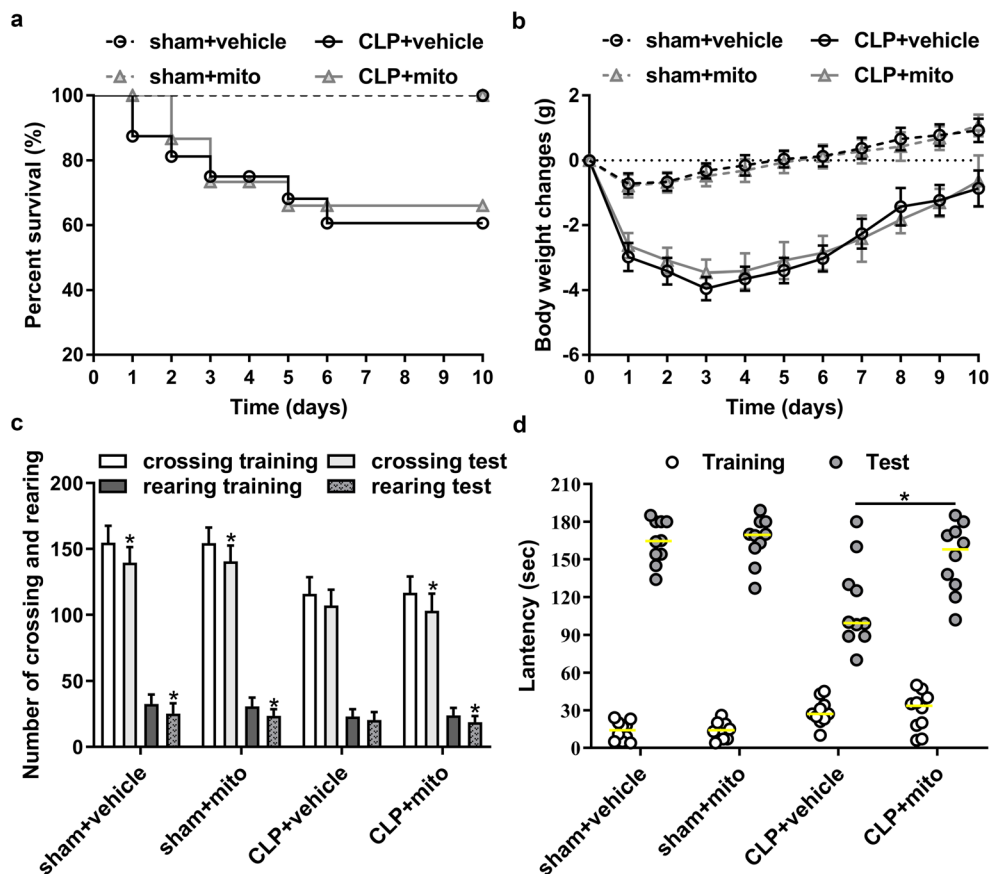 a
sham+vehicle CLP+vehicle
sham+mito CLP+mito
Percent survival (%)
100
80
60
40
20
0 1 2 3 4 5 6 7 8 9 10
Time (days)
b
sham+vehicle CLP+vehicle
sham+mito CLP+mito
Body weight changes (g)
2
0
-2
-4
-6
0 1 2 3 4 5 6 7 8 9 10
Time (days)
c
crossing training crossing test
rearing training rearing test
Number of crossing and rearing
200
150
100
50
0
* * * * * *
sham+vehicle
sham+mito
CLP+vehicle
CLP+mito
d
Training Test
Lantency (sec)
210
180
150
120
90
60
30
0
*
sham+vehicle
sham+mito
CLP+vehicle
CLP+mito